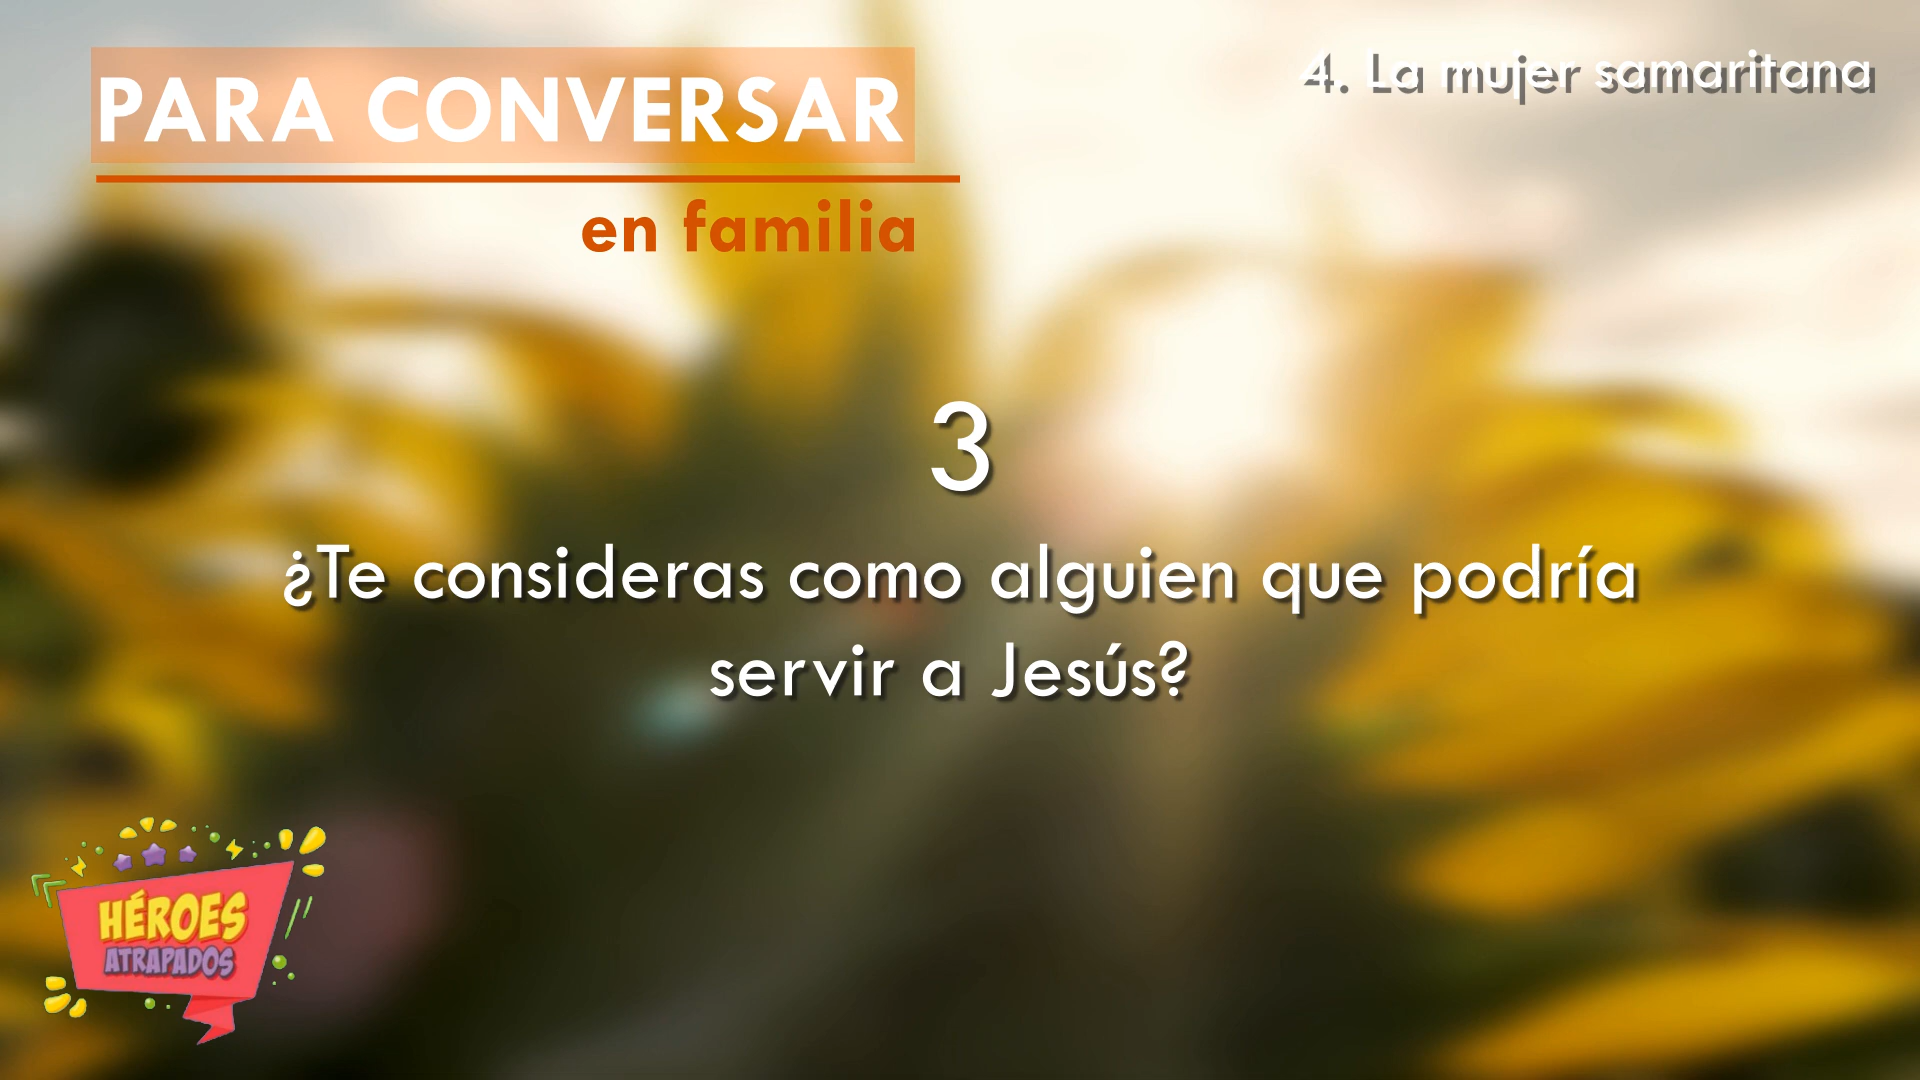 PARA CONVERSAR
en familia
4. La mujer samaritana
3
¿Te consideras como alguien que podría
servir a Jesús?
HÉROES
ATRAPADOS